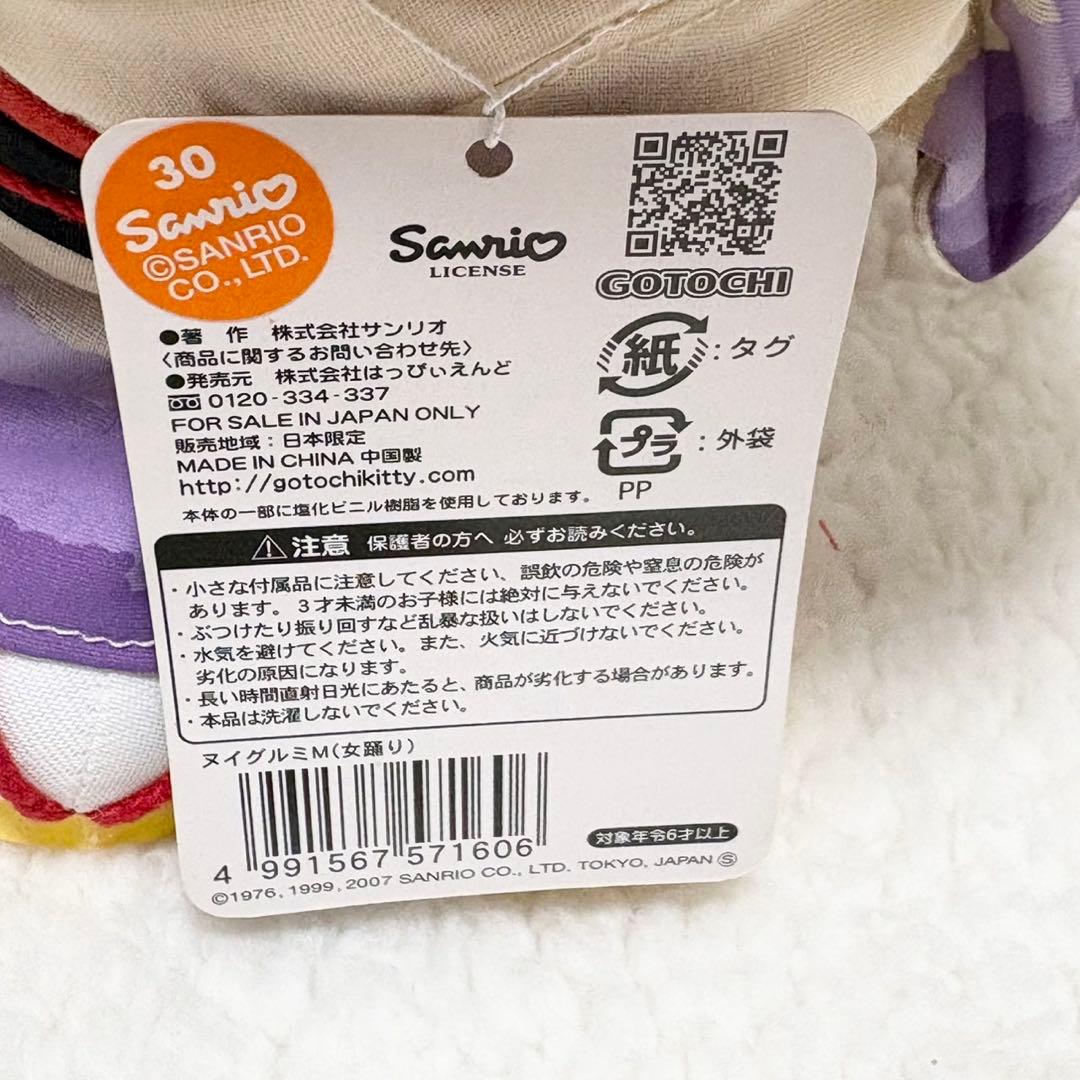 30
Sanrio
©SANRIO
CO., LTD.
Sanrio
LICENSE
GOTOCHI
●著 作 株式会社サンリオ
〈商品に関するお問い合わせ先〉
●発売元 株式会社はっぴぃえんど
0120-334-337
FOR SALE IN JAPAN ONLY
販売地域：日本限定
MADE IN CHINA 中国製
http://gotochikitty.com
本体の一部に塩化ビニル樹脂を使用しております。
紙：タグ
プラ：外袋
PP
注意 保護者の方へ 必ずお読みください。
・小さな付属品に注意してください、誤飲の危険や窒息の危険が
あります。３才未満のお子様には絶対に与えないでください。
・ぶつけたり振り回すなど乱暴な扱いはしないでください。
・水気を避けてください。また、火気に近づけないでください。
劣化の原因になります。
・長い時間直射日光にあたると、商品が劣化する場合があります。
・本品は洗濯しないでください。
ヌイグルミM（女踊り）
4 991567 571606
対象年令6才以上
©1976, 1999, 2007 SANRIO CO., LTD. TOKYO, JAPAN Ⓢ